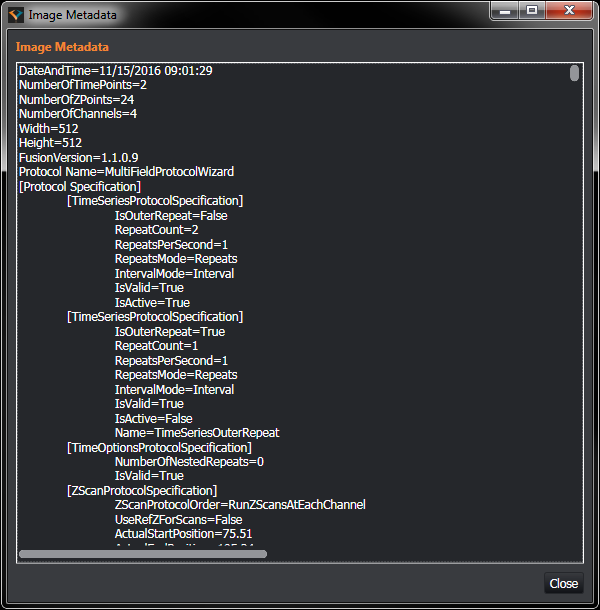 Image Metadata
Image Metadata
DateAndTime=11/15/2016 09:01:29
NumberOfTimePoints=2
NumberOfZPoints=24
NumberOfChannels=4
Width=512
Height=512
FusionVersion=1.1.0.9
Protocol Name=MultiFieldProtocolWizard
[Protocol Specification]
[TimeSeriesProtocolSpecification]
IsOuterRepeat=False
RepeatCount=2
RepeatsPerSecond=1
RepeatsMode=Repeats
IntervalMode=Interval
IsValid=True
IsActive=True
[TimeSeriesProtocolSpecification]
IsOuterRepeat=True
RepeatCount=1
RepeatsPerSecond=1
RepeatsMode=Repeats
IntervalMode=Interval
IsValid=True
IsActive=False
Name=TimeSeriesOuterRepeat
[TimeOptionsProtocolSpecification]
NumberOfNestedRepeats=0
IsValid=True
[ZScanProtocolSpecification]
ZScanProtocolOrder=RunZScansAtEachChannel
UseRefZForScans=False
ActualStartPosition=75.51
Close